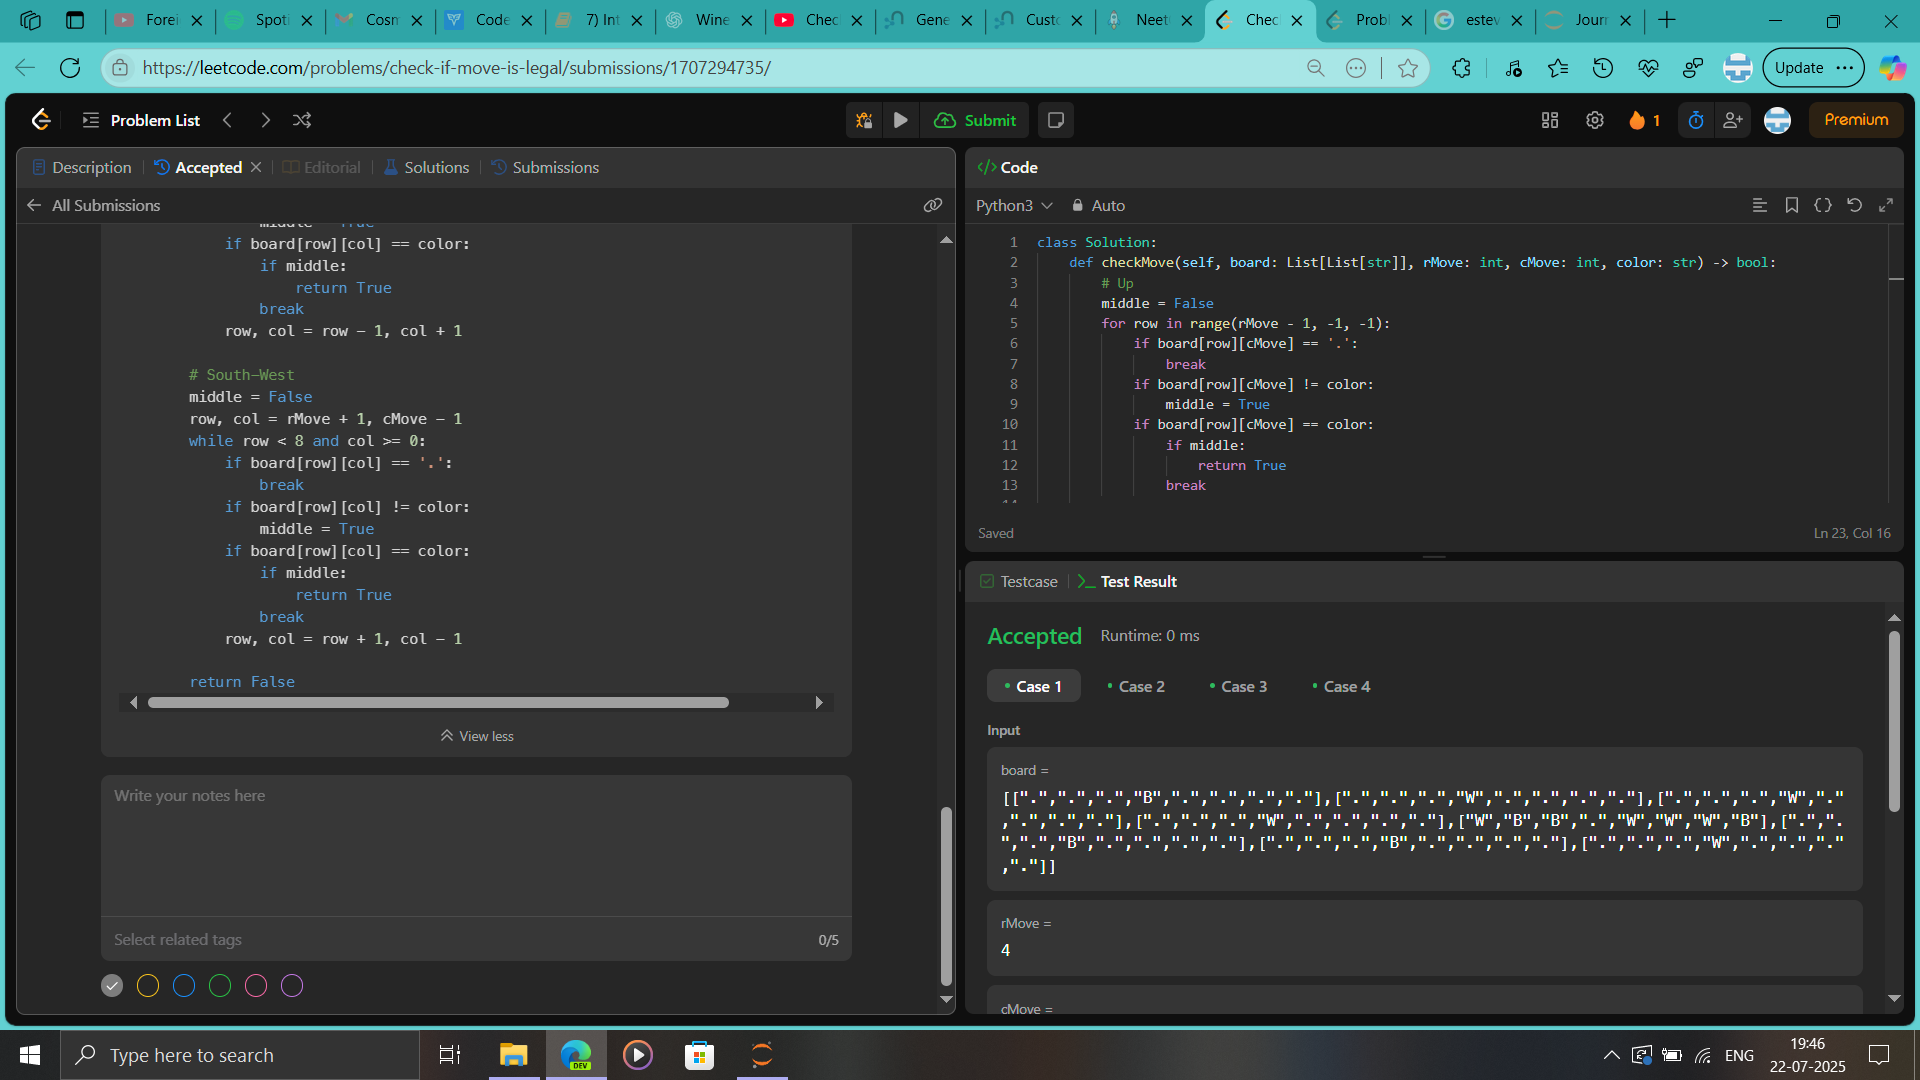 Forei
Spoti
Cosm
Code
7) Int
Wine
Chec
Gene
Custo
Neet
Chec
Prob
estev
Jour
https://leetcode.com/problems/check-if-move-is-legal/submissions/1707294735/
Update
Problem List
Submit
1
Premium
Description
Accepted
Editorial
Solutions
Submissions
All Submissions
middle = True
if board[row][col] == color:
if middle:
return True
break
row, col = row - 1, col + 1
# South-West
middle = False
row, col = rMove + 1, cMove - 1
while row < 8 and col >= 0:
if board[row][col] == '.':
break
if board[row][col] != color:
middle = True
if board[row][col] == color:
if middle:
return True
break
row, col = row + 1, col - 1
return False
View less
Write your notes here
Select related tags
0/5
</> Code
Python3
Auto
1 class Solution:
2 def checkMove(self, board: List[List[str]], rMove: int, cMove: int, color: str) -> bool:
3 # Up
4 middle = False
5 for row in range(rMove - 1, -1, -1):
6 if board[row][cMove] == '.':
7 break
8 if board[row][cMove] != color:
9 middle = True
10 if board[row][cMove] == color:
11 if middle:
12 return True
13 break
14
Saved
Ln 23, Col 16
Testcase
Test Result
Accepted
Runtime: 0 ms
Case 1
Case 2
Case 3
Case 4
Input
board =
[[".",".",".","B",".",".",".","."],[".",".",".","W",".",".",".","."],[".",".",".","W","."
,".",".","."],[".",".",".","W",".",".",".","."],["W","B","B",".","W","W","W","B"],[".",".
",".","B",".",".",".","."],[".",".",".","B",".",".",".","."],[".",".",".","W",".",".","."
,"."]]
rMove =
4
cMove =
Type here to search
DEV
ENG
19:46
22-07-2025